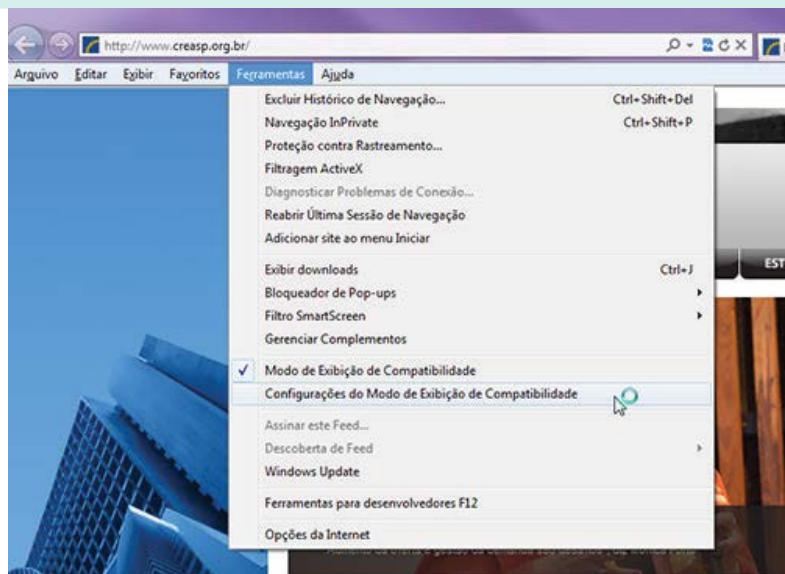 http://www.creasp.org.br/
Arquivo Editar Exibir Favoritos Ferramentas Ajuda
Excluir Histórico de Navegação... Ctrl+Shift+Del
Navegação InPrivate Ctrl+Shift+P
Proteção contra Rastreamento...
Filtragem ActiveX
Diagnosticar Problemas de Conexão...
Reabrir Última Sessão de Navegação
Adicionar site ao menu Iniciar
Exibir downloads Ctrl+J
Bloqueador de Pop-ups
Filtro SmartScreen
Gerenciar Complementos
Modo de Exibição de Compatibilidade
Configurações do Modo de Exibição de Compatibilidade
Assinar este Feed...
Descoberta de Feed
Windows Update
Ferramentas para desenvolvedores F12
Opções da Internet
EST